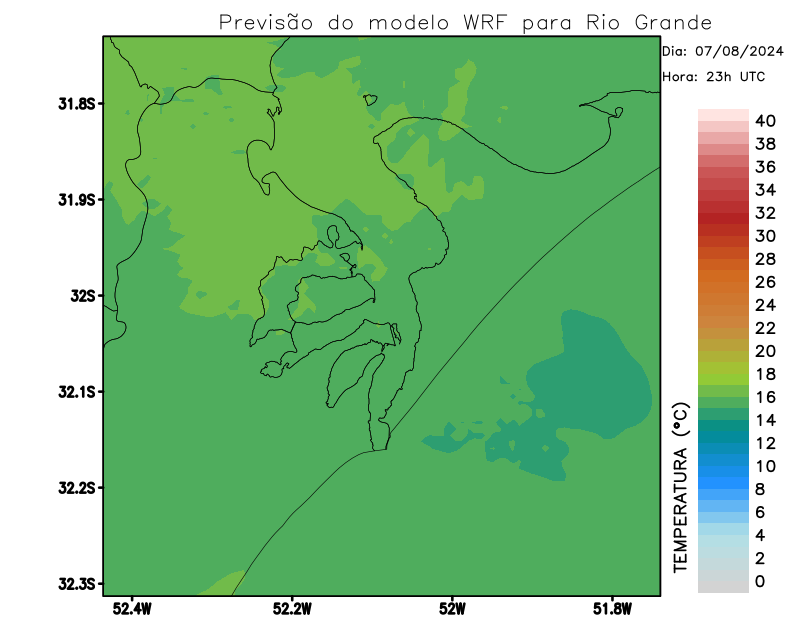 Previsão do modelo WRF para Rio Grande
Dia: 07/08/2024
Hora: 23h UTC
31.8S
31.9S
32S
32.1S
32.2S
32.3S
52.4W
52.2W
52W
51.8W
TEMPERATURA (°C)
40
38
36
34
32
30
28
26
24
22
20
18
16
14
12
10
8
6
4
2
0